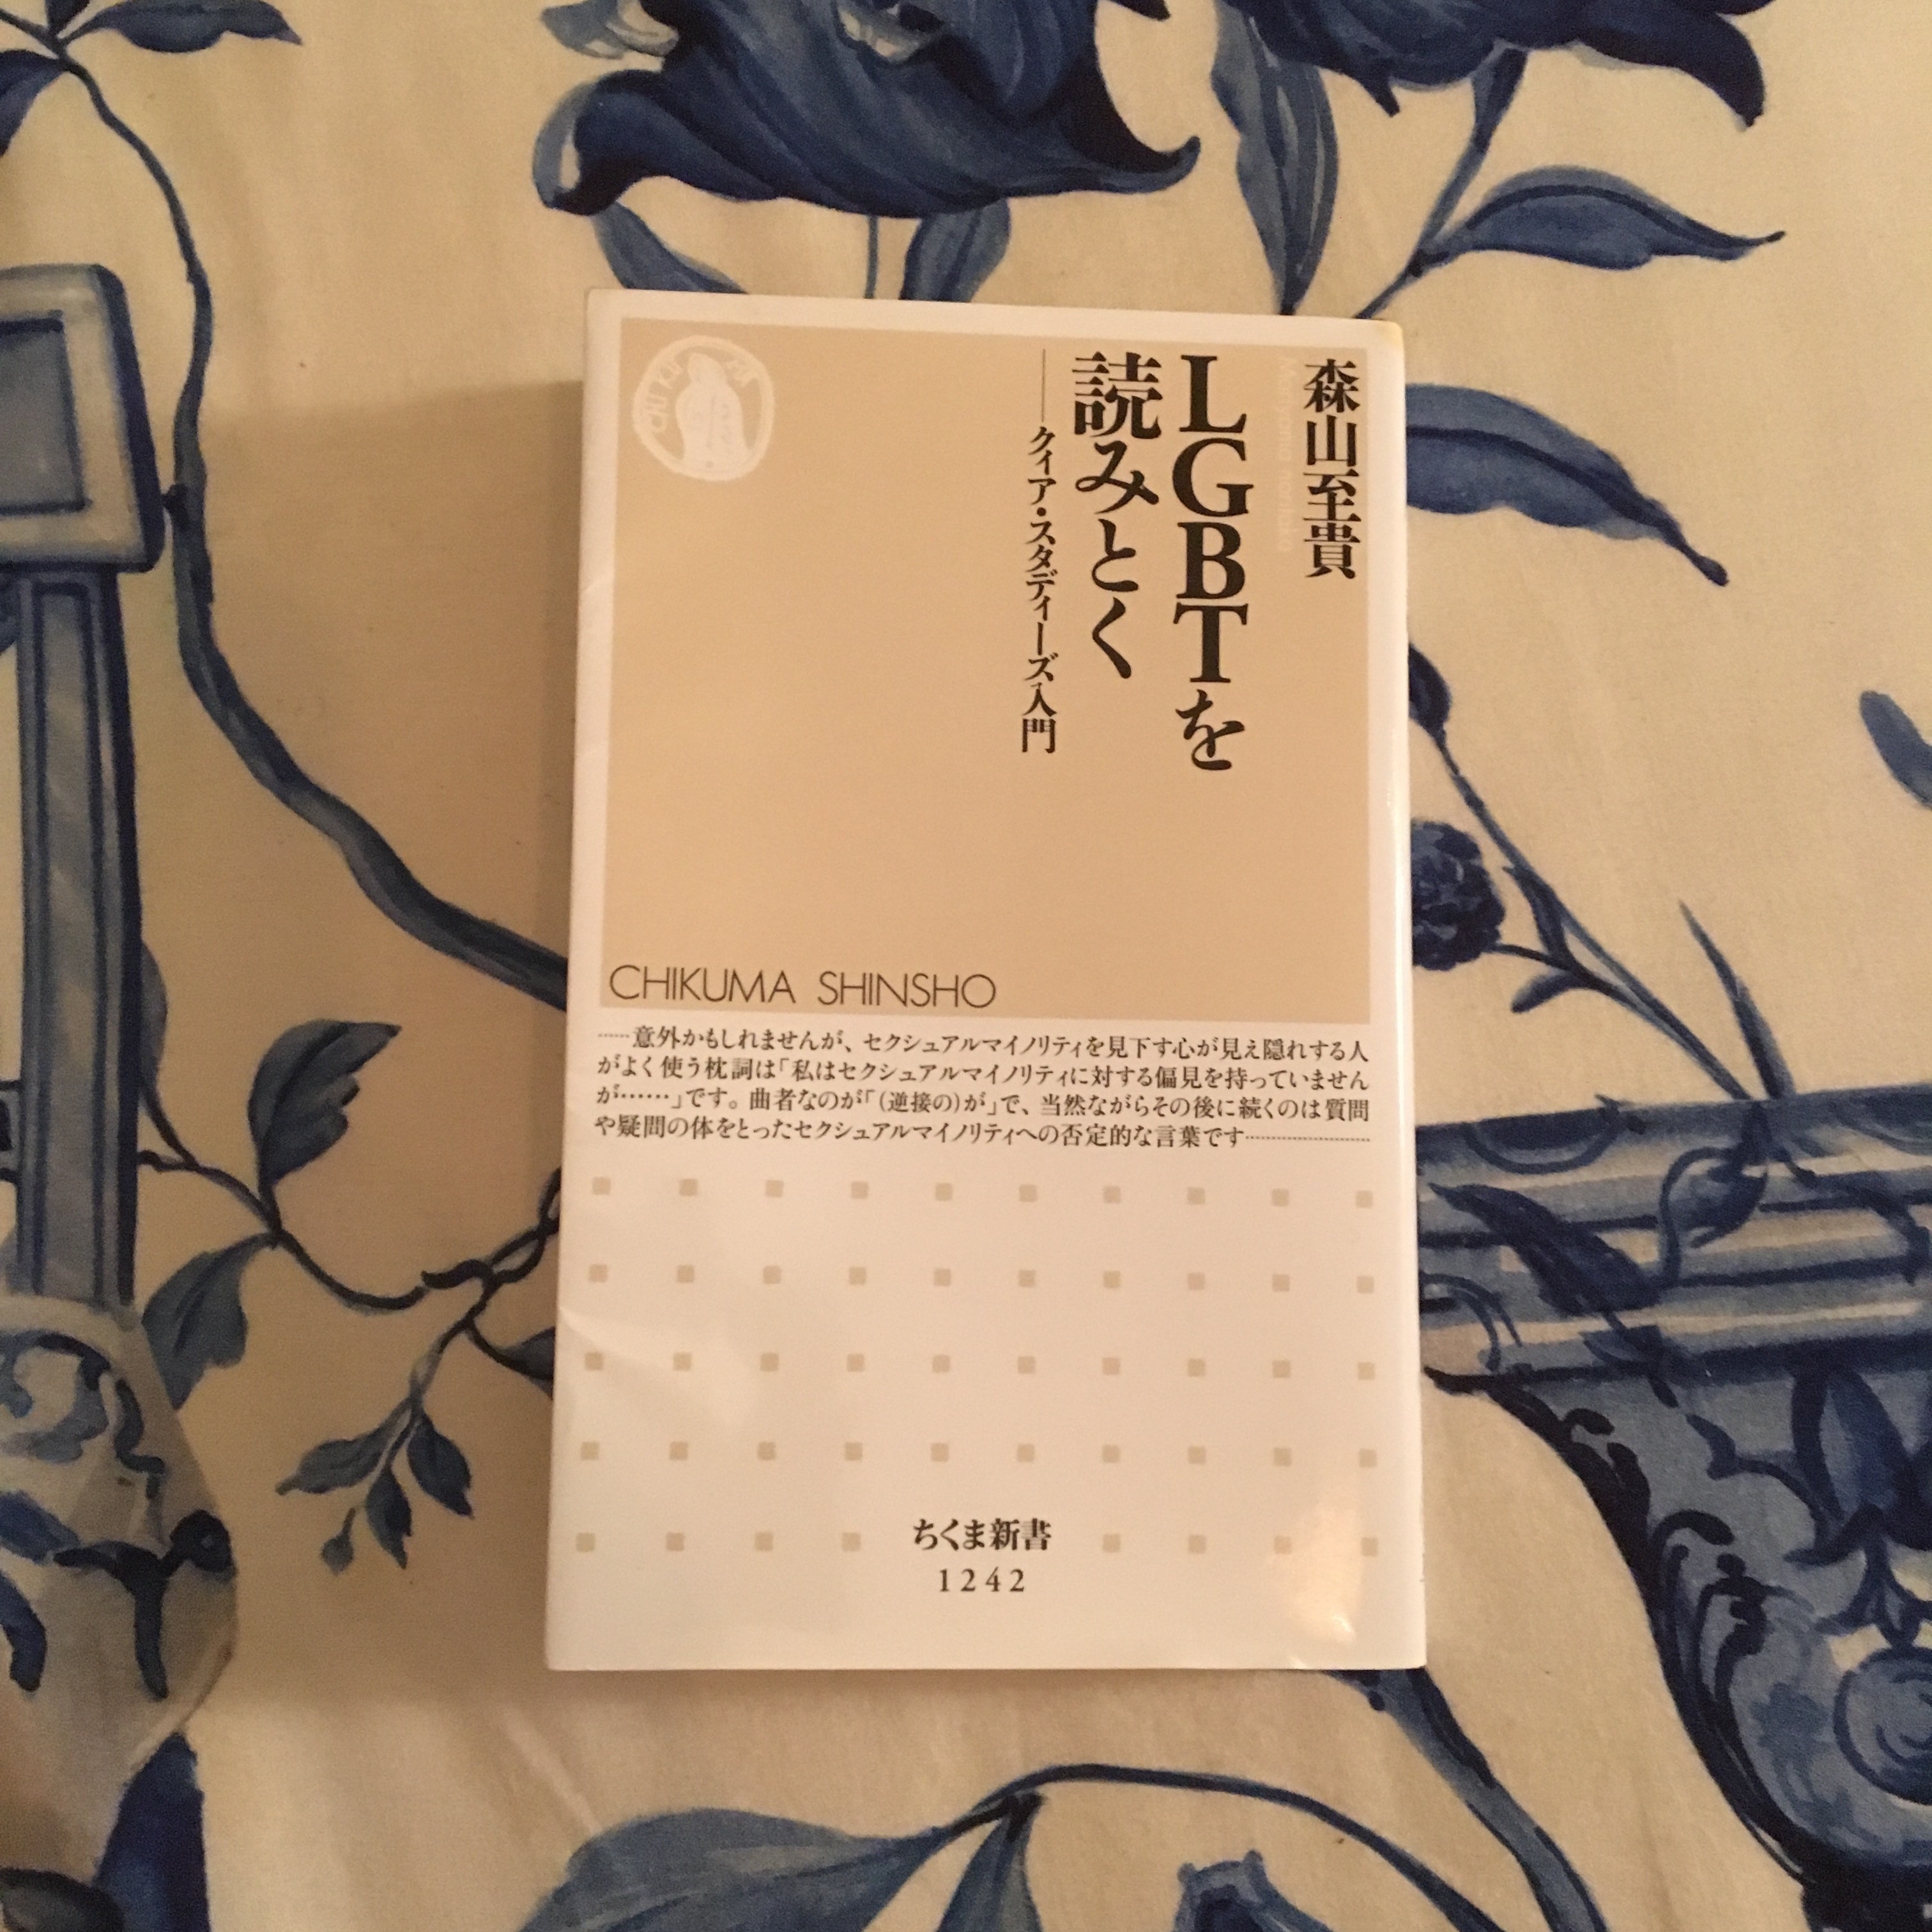 森山至貴
LGBTを
読みとく
――クィア・スタディーズ入門
CHIKUMA SHINSHO
……意外かもしれませんが、セクシュアルマイノリティを見下す心が見え隠れする人
がよく使う枕詞は「私はセクシュアルマイノリティに対する偏見を持っていません
が……」です。曲者なのが「(逆接の)が」で、当然ながらその後に続くのは質問
や疑問の体をとったセクシュアルマイノリティへの否定的な言葉です……
ちくま新書
1242